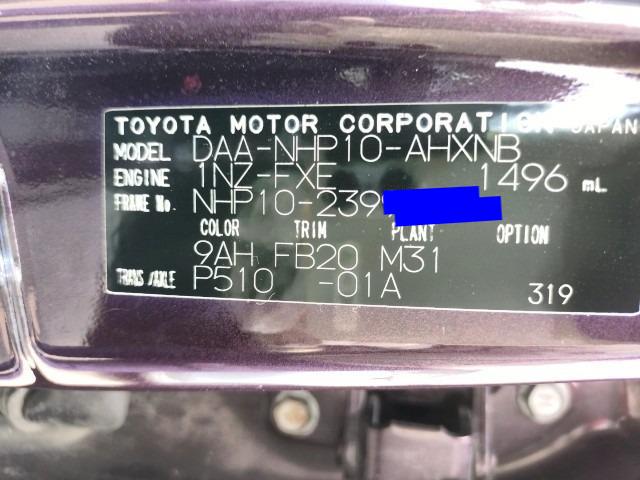 TOYOTA MOTOR CORPORATION JAPAN
MODEL DAA-NHP10-AHXNB
ENGINE 1NZ-FXE 1496 mL
FRAME No. NHP10-239
COLOR TRIM PLANT OPTION
9AH FB20 M31
TRANS/AXLE P510 -01A
319